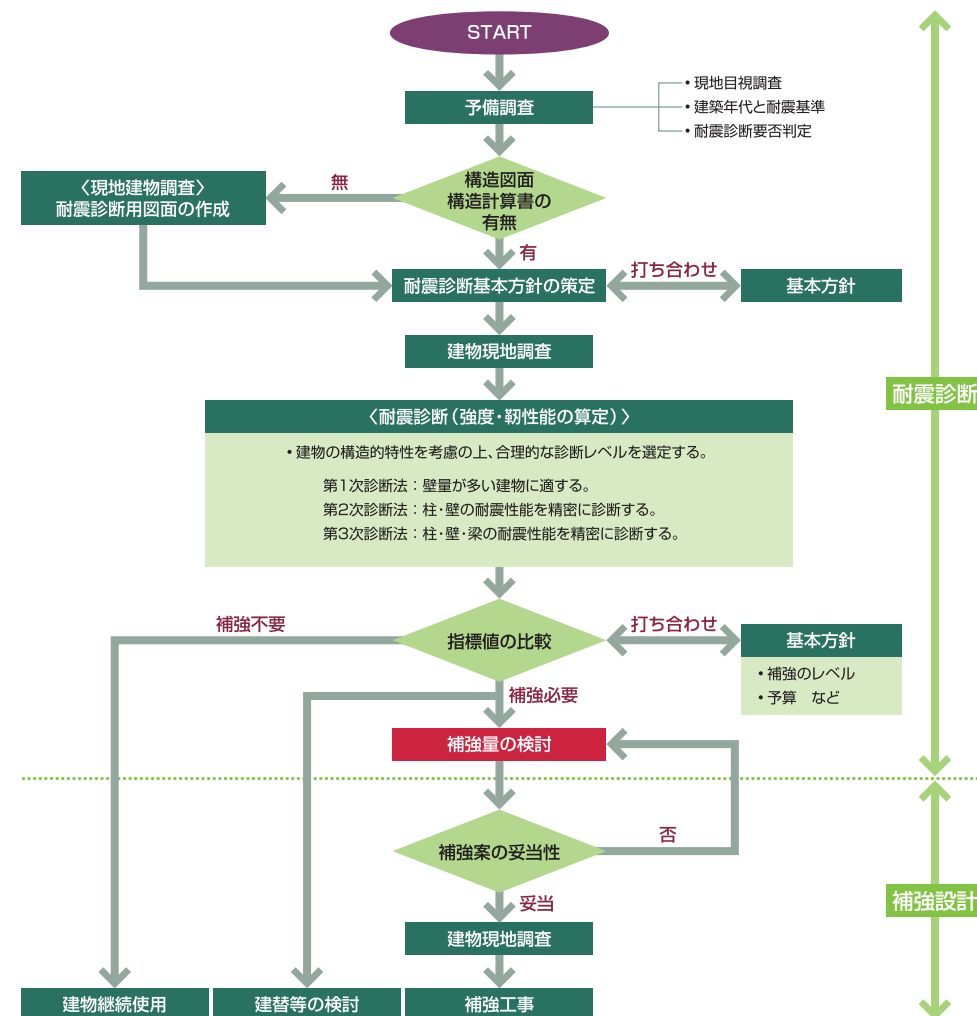 START
予備調査
• 現地目視調査
• 建築年代と耐震基準
• 耐震診断要否判定
構造図面
構造計算書の
有無
無
〈現地建物調査〉
耐震診断用図面の作成
有
耐震診断基本方針の策定
打ち合わせ
基本方針
建物現地調査
耐震診断
〈耐震診断（強度・靭性能の算定）〉
• 建物の構造的特性を考慮の上、合理的な診断レベルを選定する。
第1次診断法：壁量が多い建物に適する。
第2次診断法：柱・壁の耐震性能を精密に診断する。
第3次診断法：柱・壁・梁の耐震性能を精密に診断する。
補強不要
指標値の比較
打ち合わせ
基本方針
• 補強のレベル
• 予算　など
補強必要
補強量の検討
否
補強案の妥当性
補強設計
妥当
建物現地調査
建物継続使用
建替等の検討
補強工事